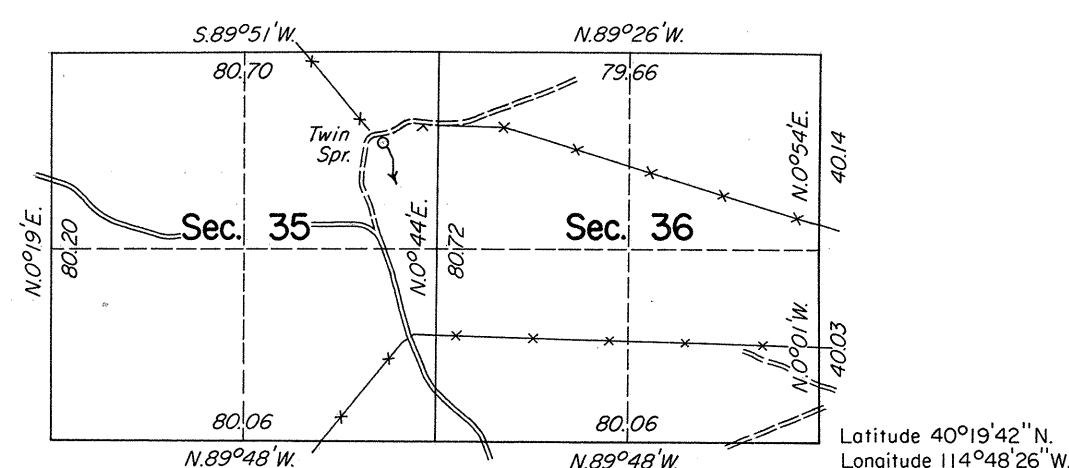 S.89°51'W.
N.89°26'W.
80.70
79.66
Twin
Spr.
N.0°54'E.
40.14
N.0°19'E.
80.20
Sec. 35
N.0°44'E.
80.72
Sec. 36
N.0°01'W.
40.03
80.06
80.06
N.89°48'W.
N.89°48'W.
Latitude 40°19'42"N.
Longitude 114°48'26"W.